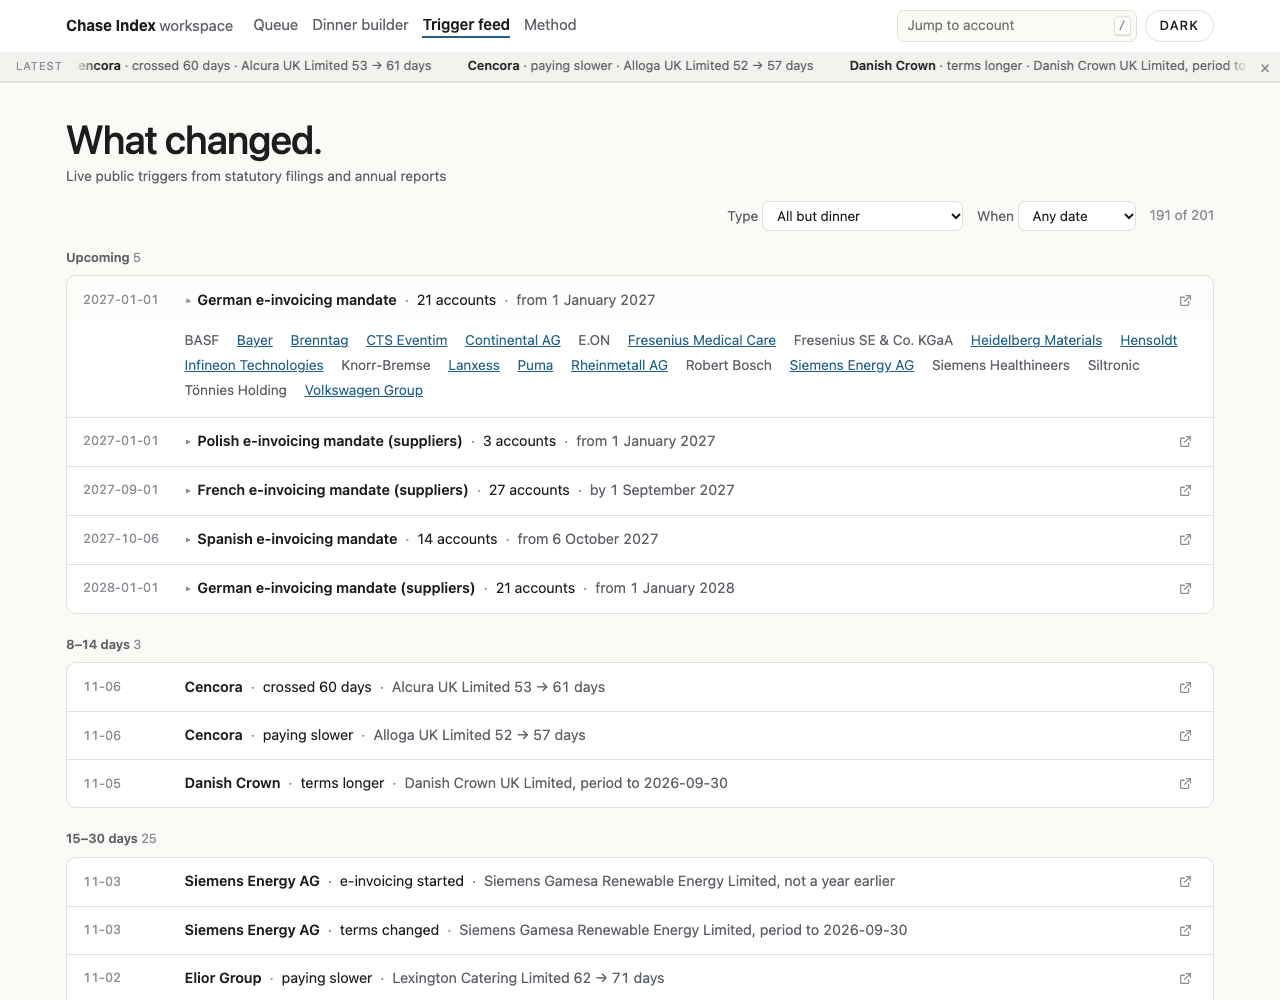 Chase Index workspace Queue Dinner builder Trigger feed Method Jump to account / DARK
LATEST encora · crossed 60 days · Alcura UK Limited 53 → 61 days Cencora · paying slower · Alloga UK Limited 52 → 57 days Danish Crown · terms longer · Danish Crown UK Limited, period to ×
What changed.
Live public triggers from statutory filings and annual reports
Type All but dinner When Any date 191 of 201
Upcoming 5
2027-01-01 ▸ German e-invoicing mandate · 21 accounts · from 1 January 2027
BASF Bayer Brenntag CTS Eventim Continental AG E.ON Fresenius Medical Care Fresenius SE & Co. KGaA Heidelberg Materials Hensoldt
Infineon Technologies Knorr-Bremse Lanxess Puma Rheinmetall AG Robert Bosch Siemens Energy AG Siemens Healthineers Siltronic
Tönnies Holding Volkswagen Group
2027-01-01 ▸ Polish e-invoicing mandate (suppliers) · 3 accounts · from 1 January 2027
2027-09-01 ▸ French e-invoicing mandate (suppliers) · 27 accounts · by 1 September 2027
2027-10-06 ▸ Spanish e-invoicing mandate · 14 accounts · from 6 October 2027
2028-01-01 ▸ German e-invoicing mandate (suppliers) · 21 accounts · from 1 January 2028
8–14 days 3
11-06 Cencora · crossed 60 days · Alcura UK Limited 53 → 61 days
11-06 Cencora · paying slower · Alloga UK Limited 52 → 57 days
11-05 Danish Crown · terms longer · Danish Crown UK Limited, period to 2026-09-30
15–30 days 25
11-03 Siemens Energy AG · e-invoicing started · Siemens Gamesa Renewable Energy Limited, not a year earlier
11-03 Siemens Energy AG · terms changed · Siemens Gamesa Renewable Energy Limited, period to 2026-09-30
11-02 Elior Group · paying slower · Lexington Catering Limited 62 → 71 days